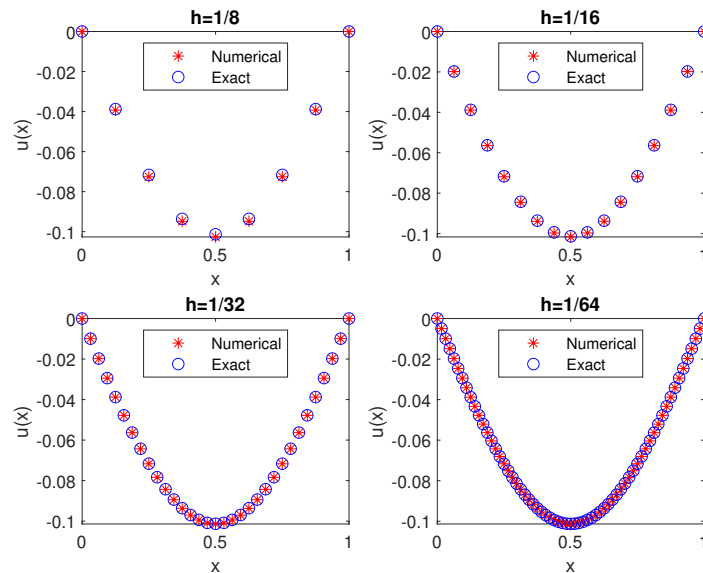 h=1/8
0
-0.02
-0.04
-0.06
-0.08
-0.1
u(x)
Numerical
Exact
0
0.5
1
x
h=1/16
0
-0.02
-0.04
-0.06
-0.08
-0.1
u(x)
Numerical
Exact
0
0.5
1
x
h=1/32
0
-0.02
-0.04
-0.06
-0.08
-0.1
u(x)
Numerical
Exact
0
0.5
1
x
h=1/64
0
-0.02
-0.04
-0.06
-0.08
-0.1
u(x)
Numerical
Exact
0
0.5
1
x